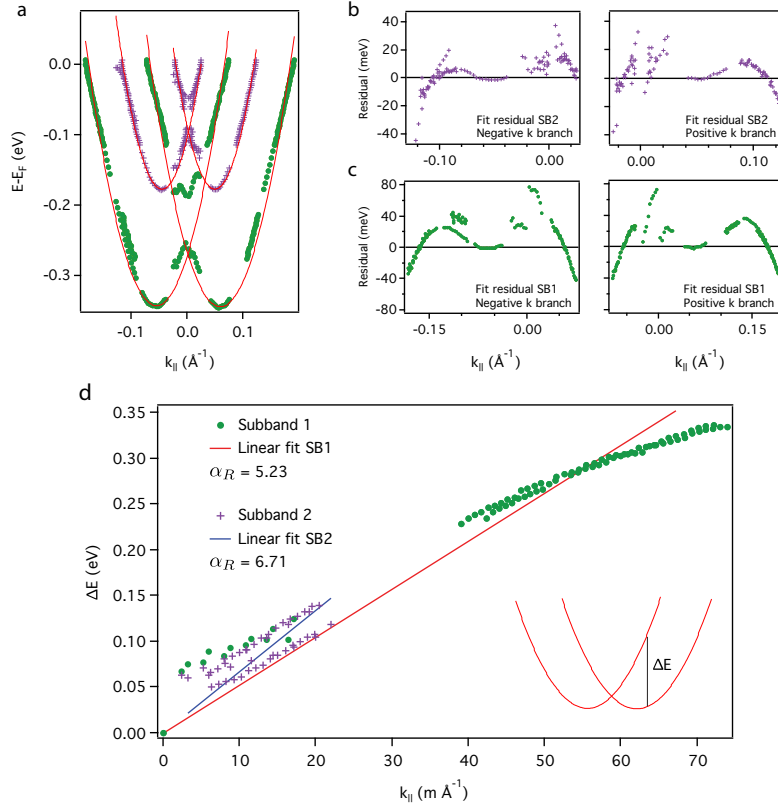 a
E-E_F (eV)
0.0
-0.1
-0.2
-0.3
-0.1
0.0
0.1
k_|| (Å⁻¹)
b
Residual (meV)
40
20
0
-20
-40
-0.10
0.00
Fit residual SB2
Negative k branch
0.00
0.10
Fit residual SB2
Positive k branch
c
Residual (meV)
80
40
0
-40
-80
-0.15
0.00
Fit residual SB1
Negative k branch
k_|| (Å⁻¹)
0.00
0.15
Fit residual SB1
Positive k branch
k_|| (Å⁻¹)
d
ΔE (eV)
0.35
0.30
0.25
0.20
0.15
0.10
0.05
0.00
Subband 1
Linear fit SB1
α_R = 5.23
Subband 2
Linear fit SB2
α_R = 6.71
ΔE
0
10
20
30
40
50
60
70
k_|| (m Å⁻¹)